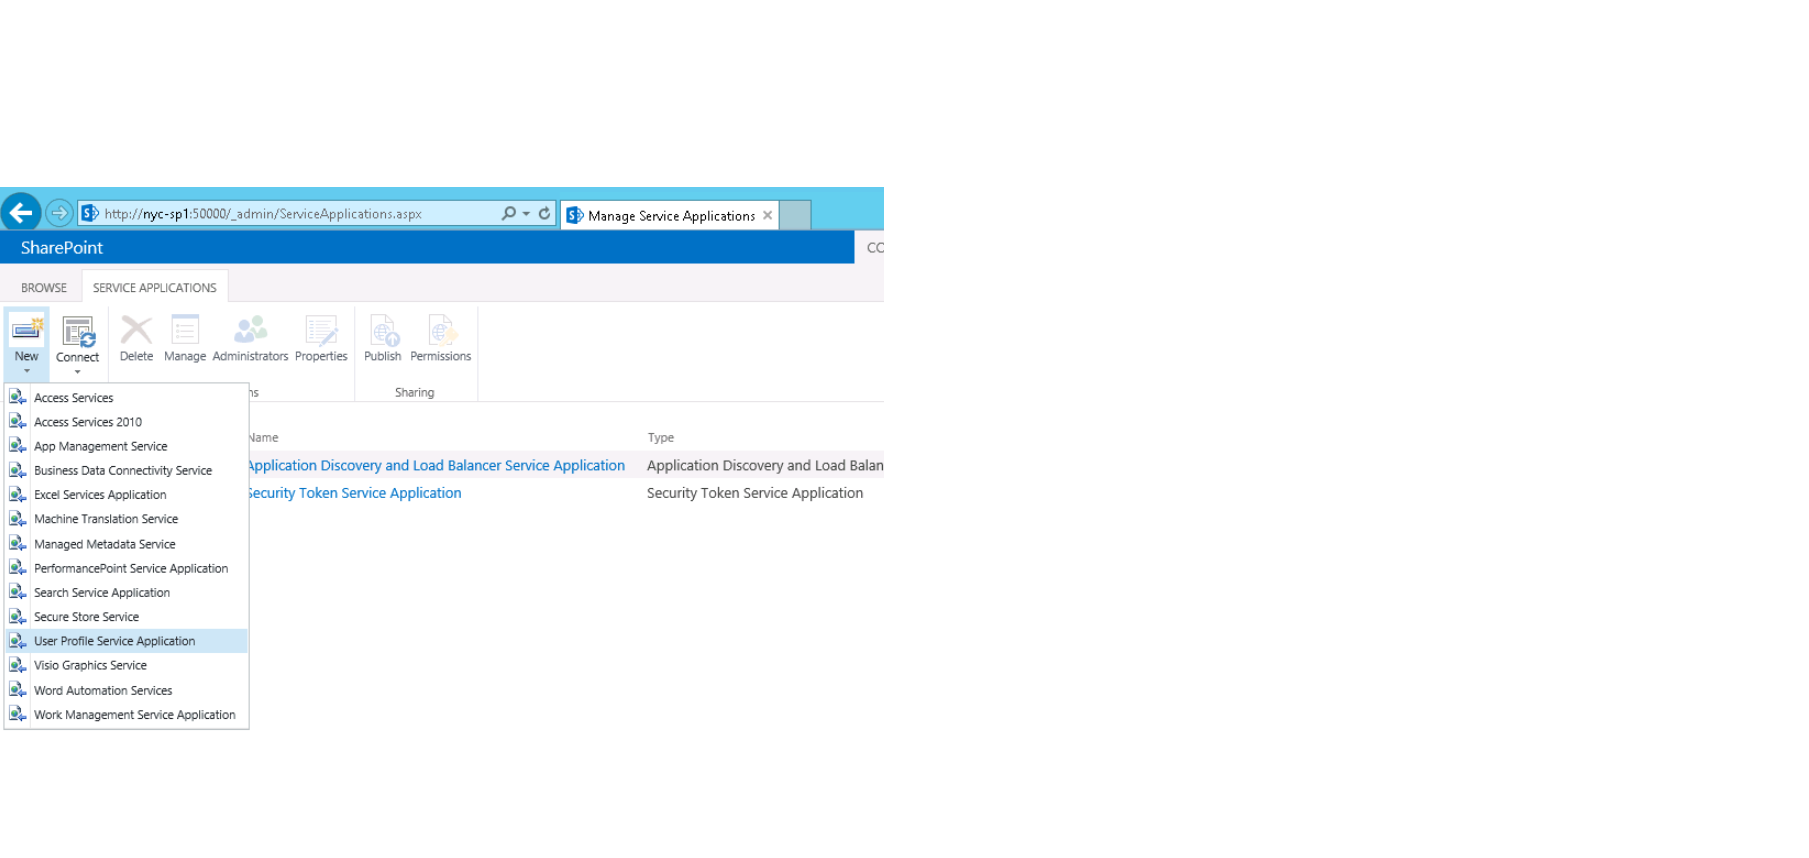 http://nyc-sp1:50000/_admin/ServiceApplications.aspx
Manage Service Applications
SharePoint
BROWSE SERVICE APPLICATIONS
New Connect Delete Manage Administrators Properties Publish Permissions
Sharing
Access Services
Access Services 2010
App Management Service
Business Data Connectivity Service
Excel Services Application
Machine Translation Service
Managed Metadata Service
PerformancePoint Service Application
Search Service Application
Secure Store Service
User Profile Service Application
Visio Graphics Service
Word Automation Services
Work Management Service Application
Name Type
Application Discovery and Load Balancer Service Application Application Discovery and Load Balan
Security Token Service Application Security Token Service Application